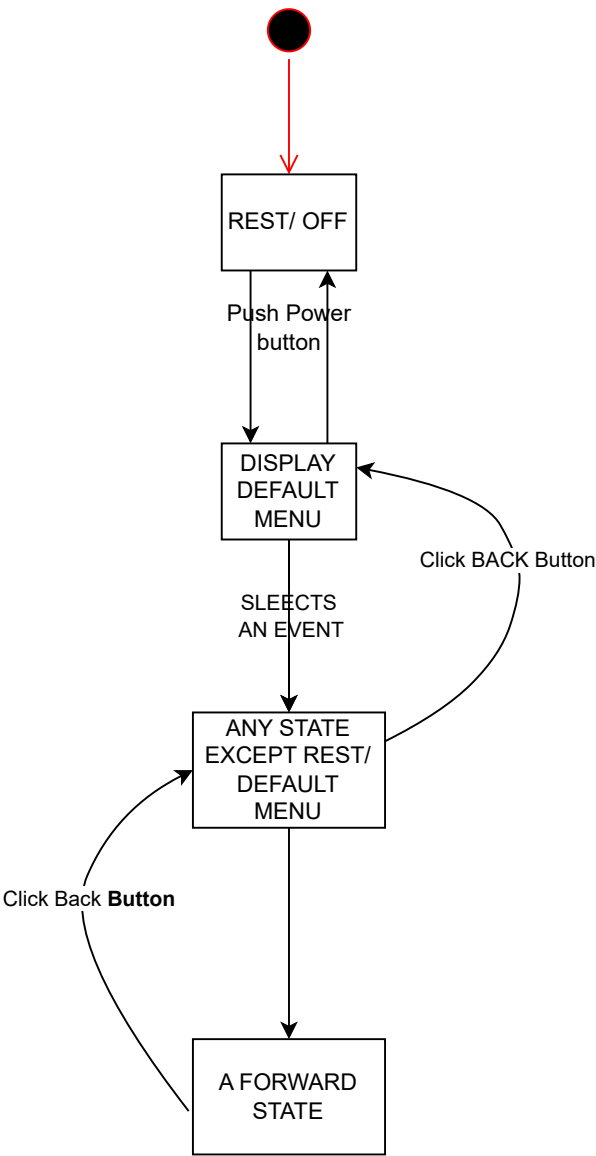 REST/ OFF
Push Power
button
DISPLAY
DEFAULT
MENU
Click BACK Button
SLEECTS
AN EVENT
ANY STATE
EXCEPT REST/
DEFAULT
MENU
Click Back Button
A FORWARD
STATE